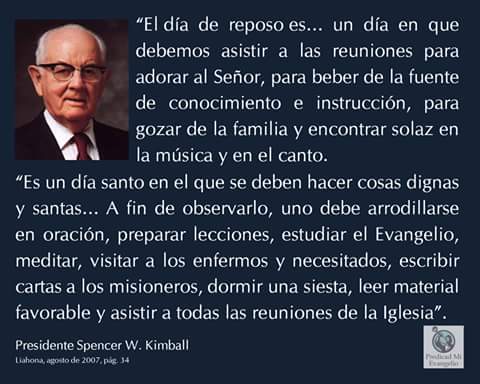 “El día de reposo es... un día en que
debemos asistir a las reuniones para
adorar al Señor, para beber de la fuente
de conocimiento e instrucción, para
gozar de la familia y encontrar solaz en
la música y en el canto.
“Es un día santo en el que se deben hacer cosas dignas
y santas... A fin de observarlo, uno debe arrodillarse
en oración, preparar lecciones, estudiar el Evangelio,
meditar, visitar a los enfermos y necesitados, escribir
cartas a los misioneros, dormir una siesta, leer material
favorable y asistir a todas las reuniones de la Iglesia”.
Presidente Spencer W. Kimball
Liahona, agosto de 2007, pág. 34
Predicad Mi
Evangelio